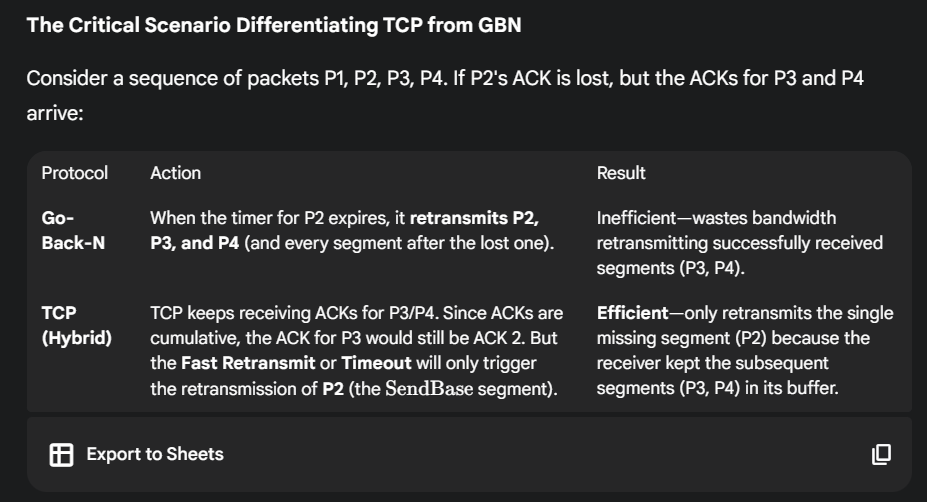 The Critical Scenario Differentiating TCP from GBN
Consider a sequence of packets P1, P2, P3, P4. If P2's ACK is lost, but the ACKs for P3 and P4
arrive:
Protocol Action Result
Go-
Back-N
When the timer for P2 expires, it retransmits P2,
P3, and P4 (and every segment after the lost one).
Inefficient—wastes bandwidth
retransmitting successfully received
segments (P3, P4).
TCP
(Hybrid)
TCP keeps receiving ACKs for P3/P4. Since ACKs are
cumulative, the ACK for P3 would still be ACK 2. But
the Fast Retransmit or Timeout will only trigger
the retransmission of P2 (the SendBase segment).
Efficient—only retransmits the single
missing segment (P2) because the
receiver kept the subsequent
segments (P3, P4) in its buffer.
Export to Sheets